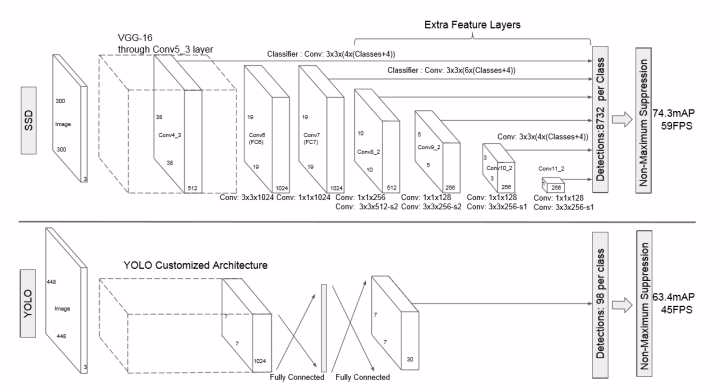 Extra Feature Layers
VGG-16
through Conv5_3 layer
Classifier : Conv: 3x3x(4x(Classes+4))
Classifier : Conv: 3x3x(6x(Classes+4))
SSD
300
Image
300
3
38
Conv4_3
38
512
19
Conv6
(FC6)
19
1024
19
Conv7
(FC7)
19
1024
10
Conv8_2
10
512
5
Conv9_2
5
256
Conv: 3x3x(4x(Classes+4))
3
Conv10_2
3
256
Conv11_2
256
Detections:8732 per Class
Non-Maximum Suppression
74.3mAP
59FPS
Conv: 3x3x1024
Conv: 1x1x1024
Conv: 1x1x256
Conv: 3x3x512-s2
Conv: 1x1x128
Conv: 3x3x256-s2
Conv: 1x1x128
Conv: 3x3x256-s1
Conv: 1x1x128
Conv: 3x3x256-s1
YOLO
448
Image
448
3
YOLO Customized Architecture
7
7
1024
Fully Connected
Fully Connected
7
7
30
Detections: 98 per class
Non-Maximum Suppression
63.4mAP
45FPS